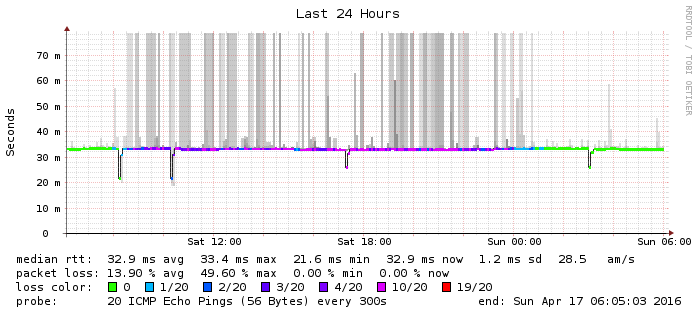 Last 24 Hours
RRDTOOL / TOBI OETIKER
Seconds
70 m
60 m
50 m
40 m
30 m
20 m
10 m
0
Sat 12:00 Sat 18:00 Sun 00:00 Sun 06:00
median rtt: 32.9 ms avg 33.4 ms max 21.6 ms min 32.9 ms now 1.2 ms sd 28.5 am/s
packet loss: 13.90 % avg 49.60 % max 0.00 % min 0.00 % now
loss color: 0 1/20 2/20 3/20 4/20 10/20 19/20
probe: 20 ICMP Echo Pings (56 Bytes) every 300s end: Sun Apr 17 06:05:03 2016